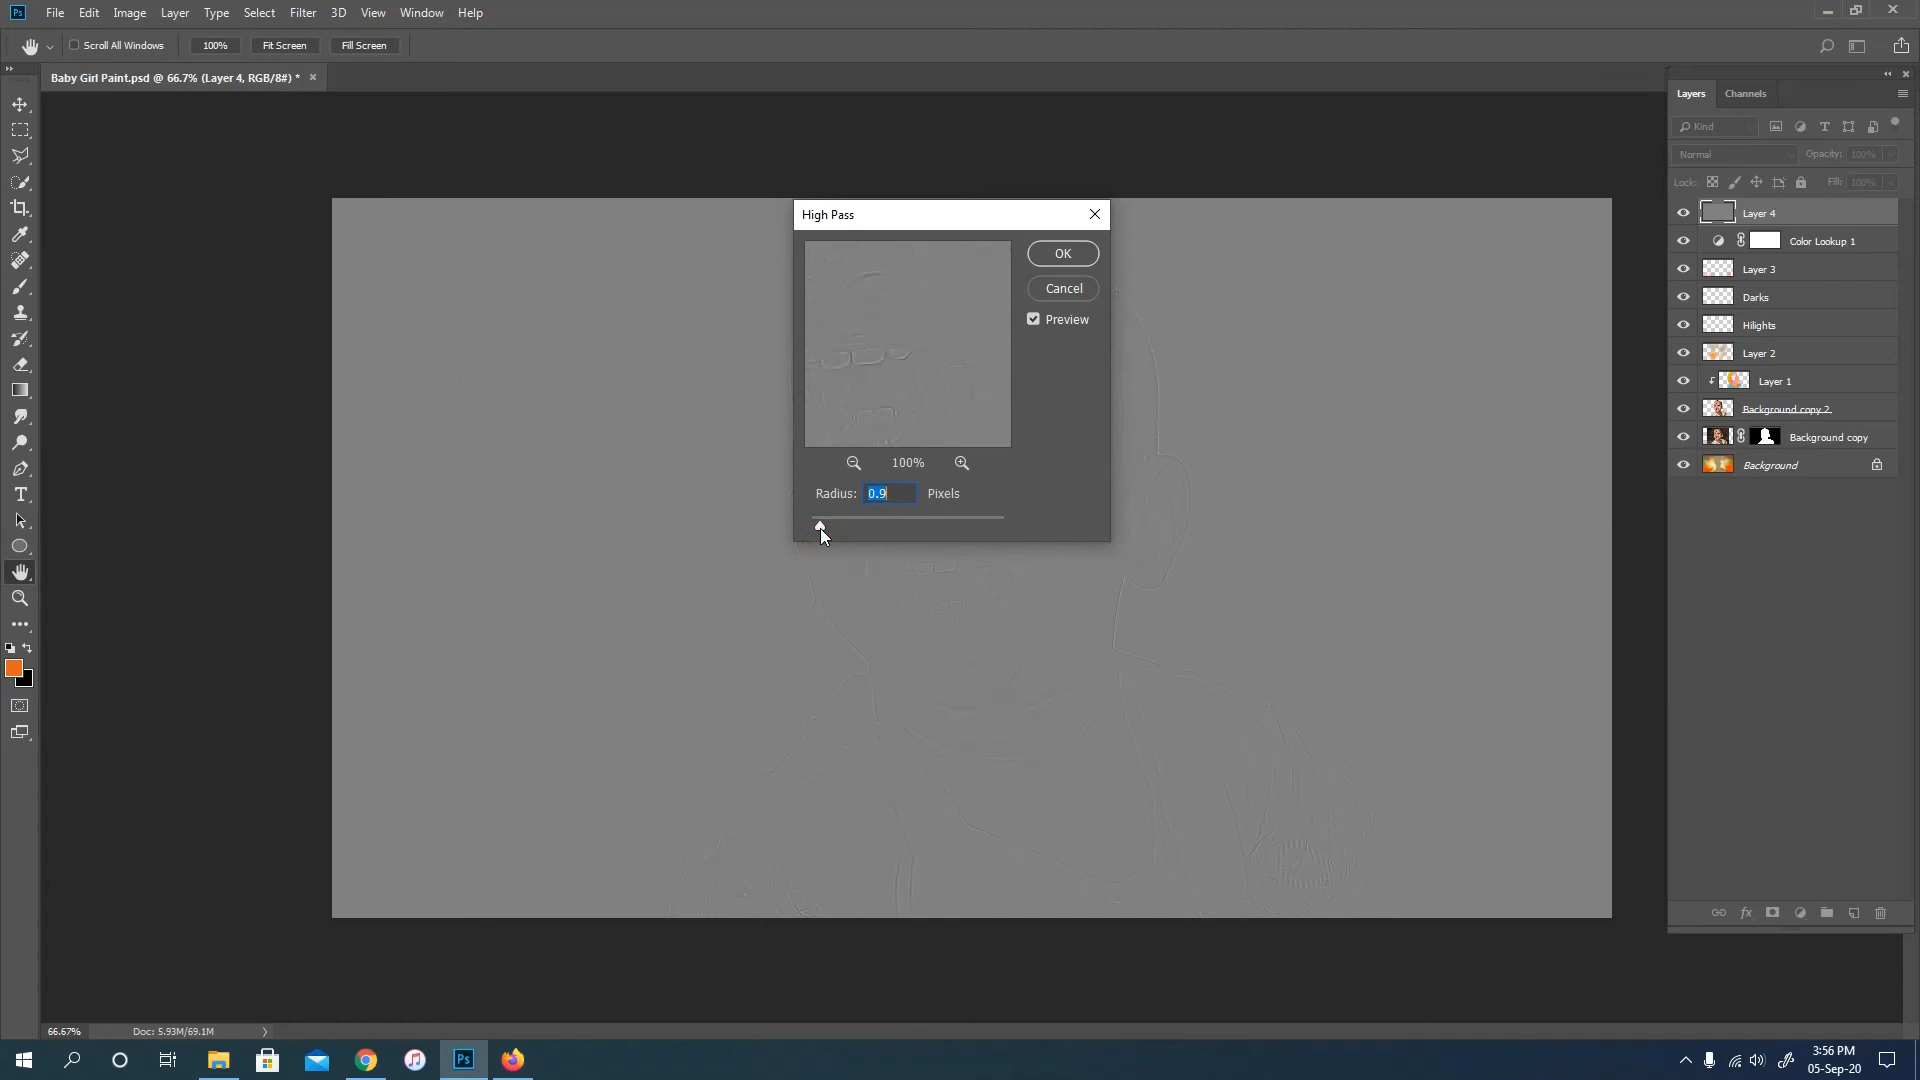 Ps File Edit Image Layer Type Select Filter 3D View Window Help
Scroll All Windows 100% Fit Screen Fill Screen
Baby Girl Paint.psd @ 66.7% (Layer 4, RGB/8#) *
High Pass
OK
Cancel
Preview
100%
Radius: 0.9 Pixels
Layers Channels
Kind
Normal Opacity: 100%
Lock: Fill: 100%
Layer 4
Color Lookup 1
Layer 3
Darks
Hilights
Layer 2
Layer 1
Background copy 2
Background copy
Background
fx
66.67% Doc: 5.93M/69.1M
Ps
3:56 PM
05-Sep-20